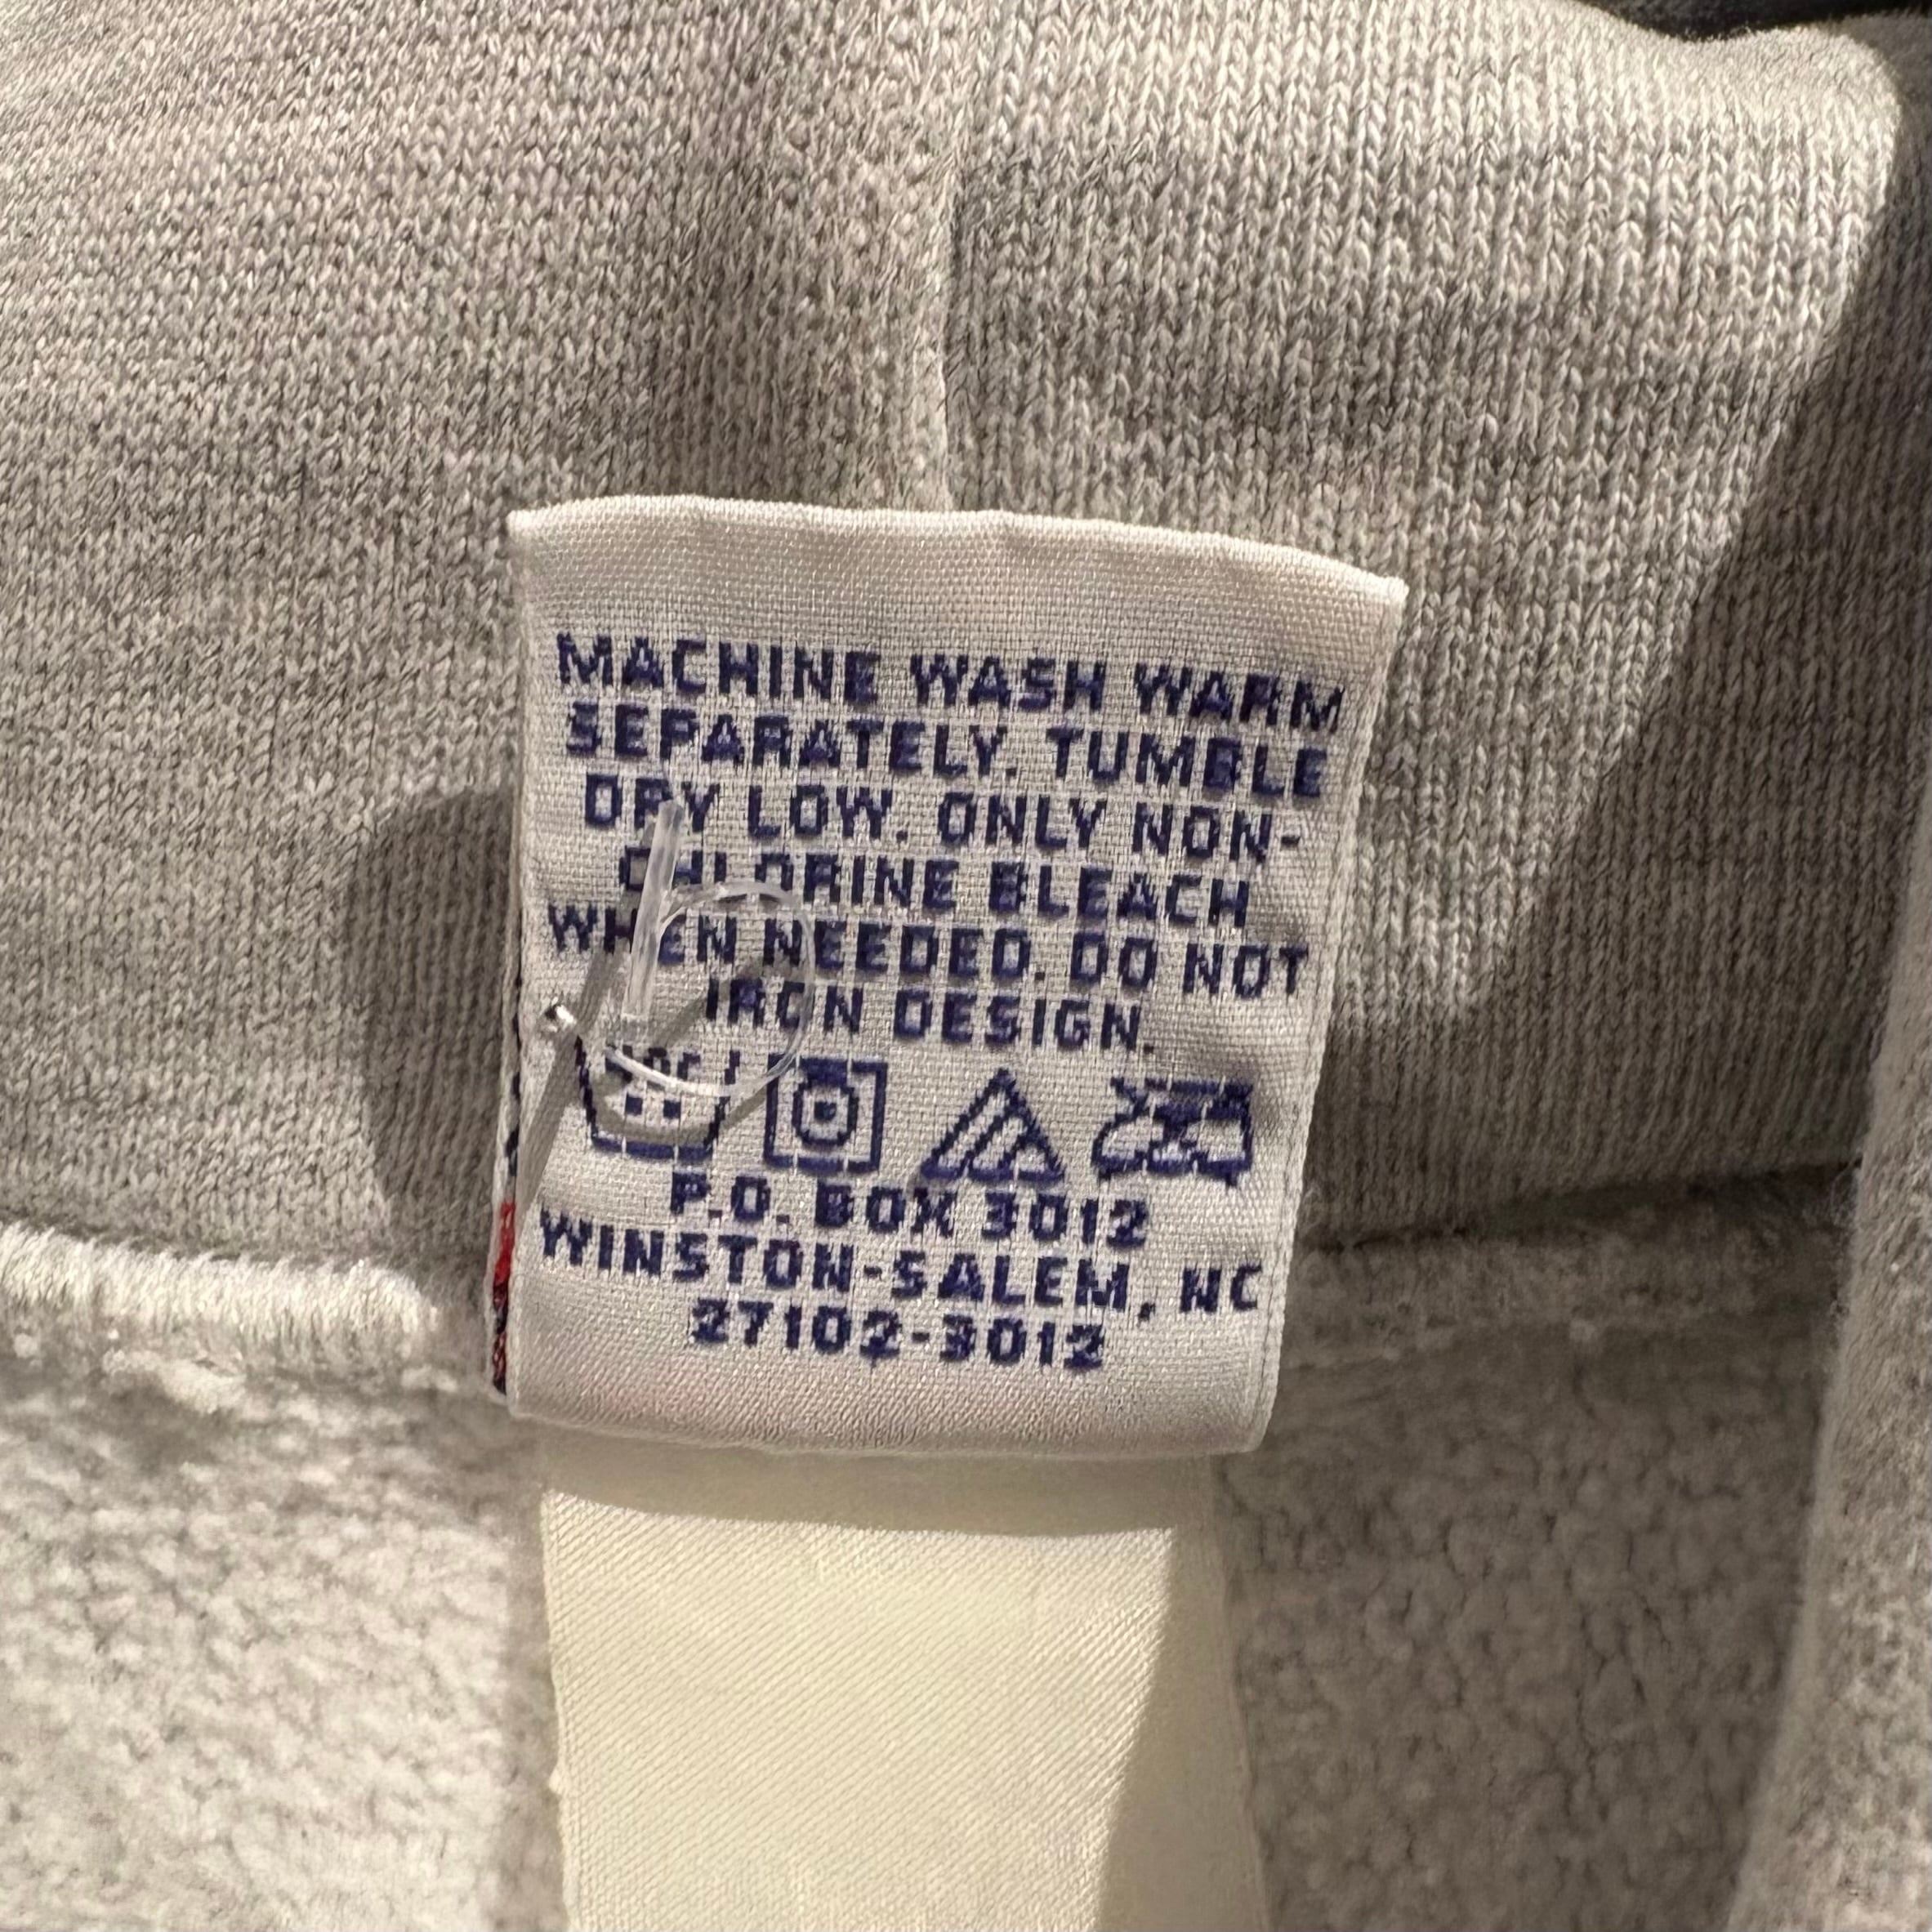 MACHINE WASH WARM
SEPARATELY. TUMBLE
DRY LOW. ONLY NON-
CHLORINE BLEACH
WHEN NEEDED. DO NOT
IRON DESIGN.
P.O. BOX 3012
WINSTON-SALEM, NC
27102-3012